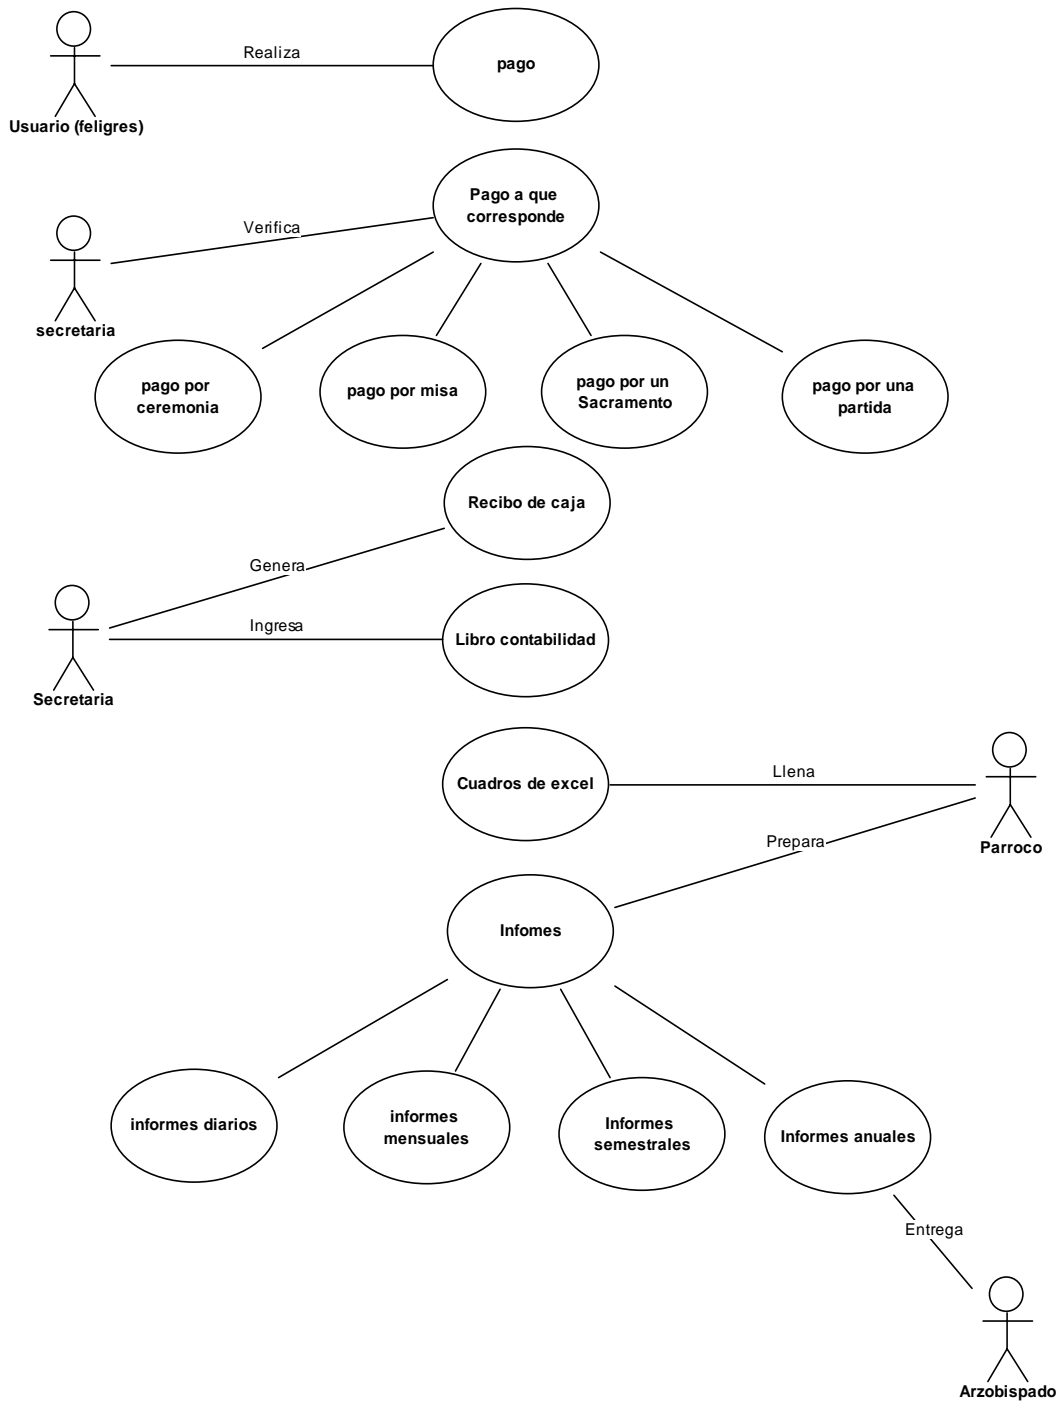 Realiza
pago
Usuario (feligres)
Pago a que
corresponde
Verifica
secretaria
pago por
ceremonia
pago por misa
pago por un
Sacramento
pago por una
partida
Recibo de caja
Genera
Ingresa
Libro contabilidad
Secretaria
Cuadros de excel
Llena
Prepara
Parroco
Infomes
informes diarios
informes
mensuales
Informes
semestrales
Informes anuales
Entrega
Arzobispado